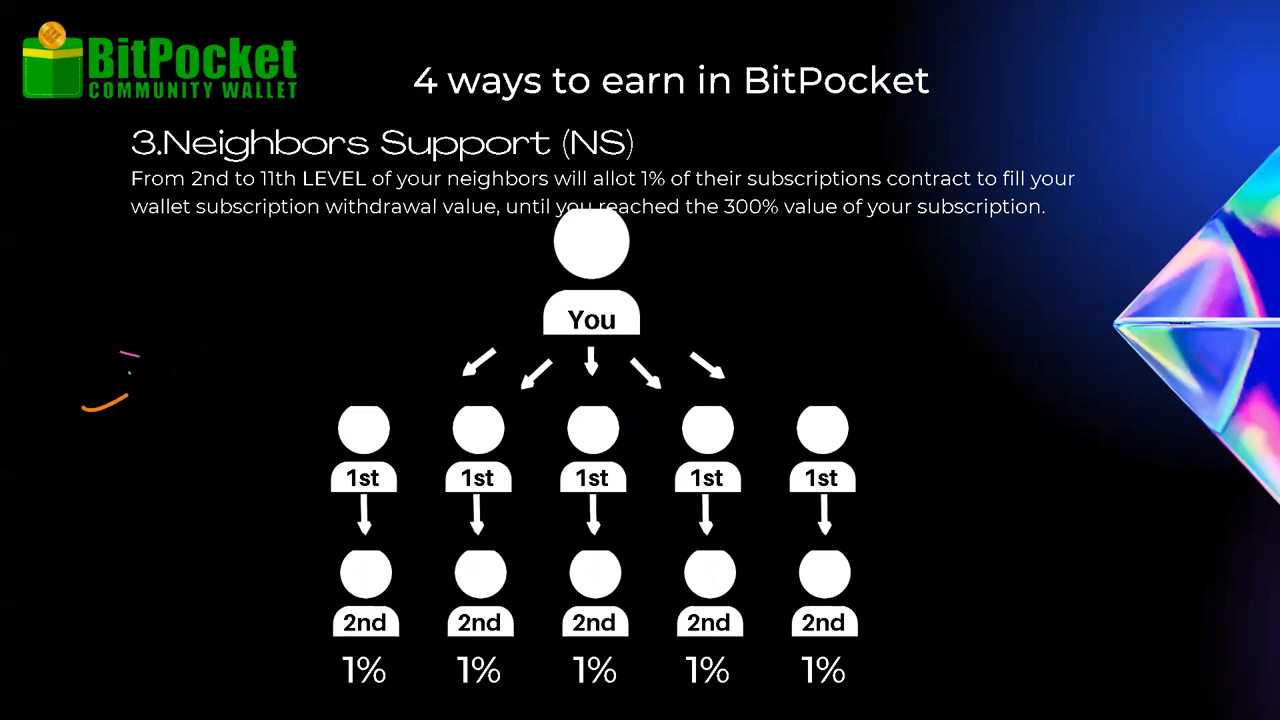 BitPocket
COMMUNITY WALLET
4 ways to earn in BitPocket
3.Neighbors Support (NS)
From 2nd to 11th LEVEL of your neighbors will allot 1% of their subscriptions contract to fill your
wallet subscription withdrawal value, until you reached the 300% value of your subscription.
You
1st 1st 1st 1st 1st
2nd 2nd 2nd 2nd 2nd
1% 1% 1% 1% 1%